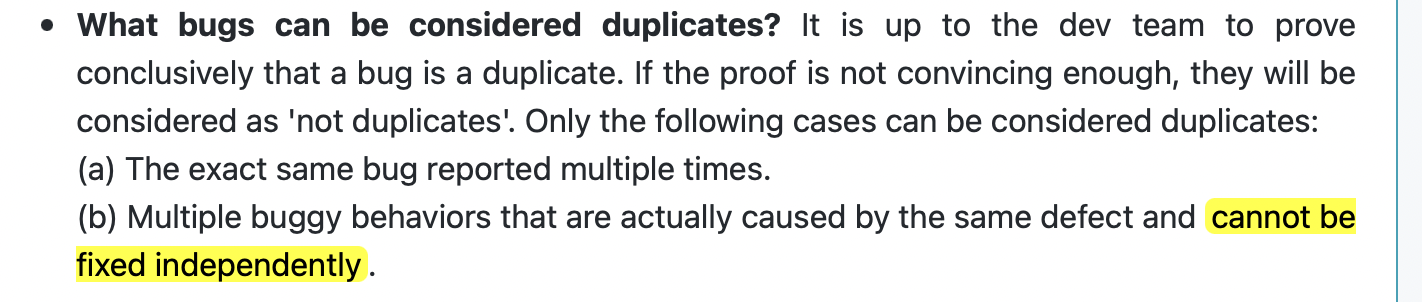 • What bugs can be considered duplicates? It is up to the dev team to prove
conclusively that a bug is a duplicate. If the proof is not convincing enough, they will be
considered as 'not duplicates'. Only the following cases can be considered duplicates:
(a) The exact same bug reported multiple times.
(b) Multiple buggy behaviors that are actually caused by the same defect and cannot be
fixed independently.